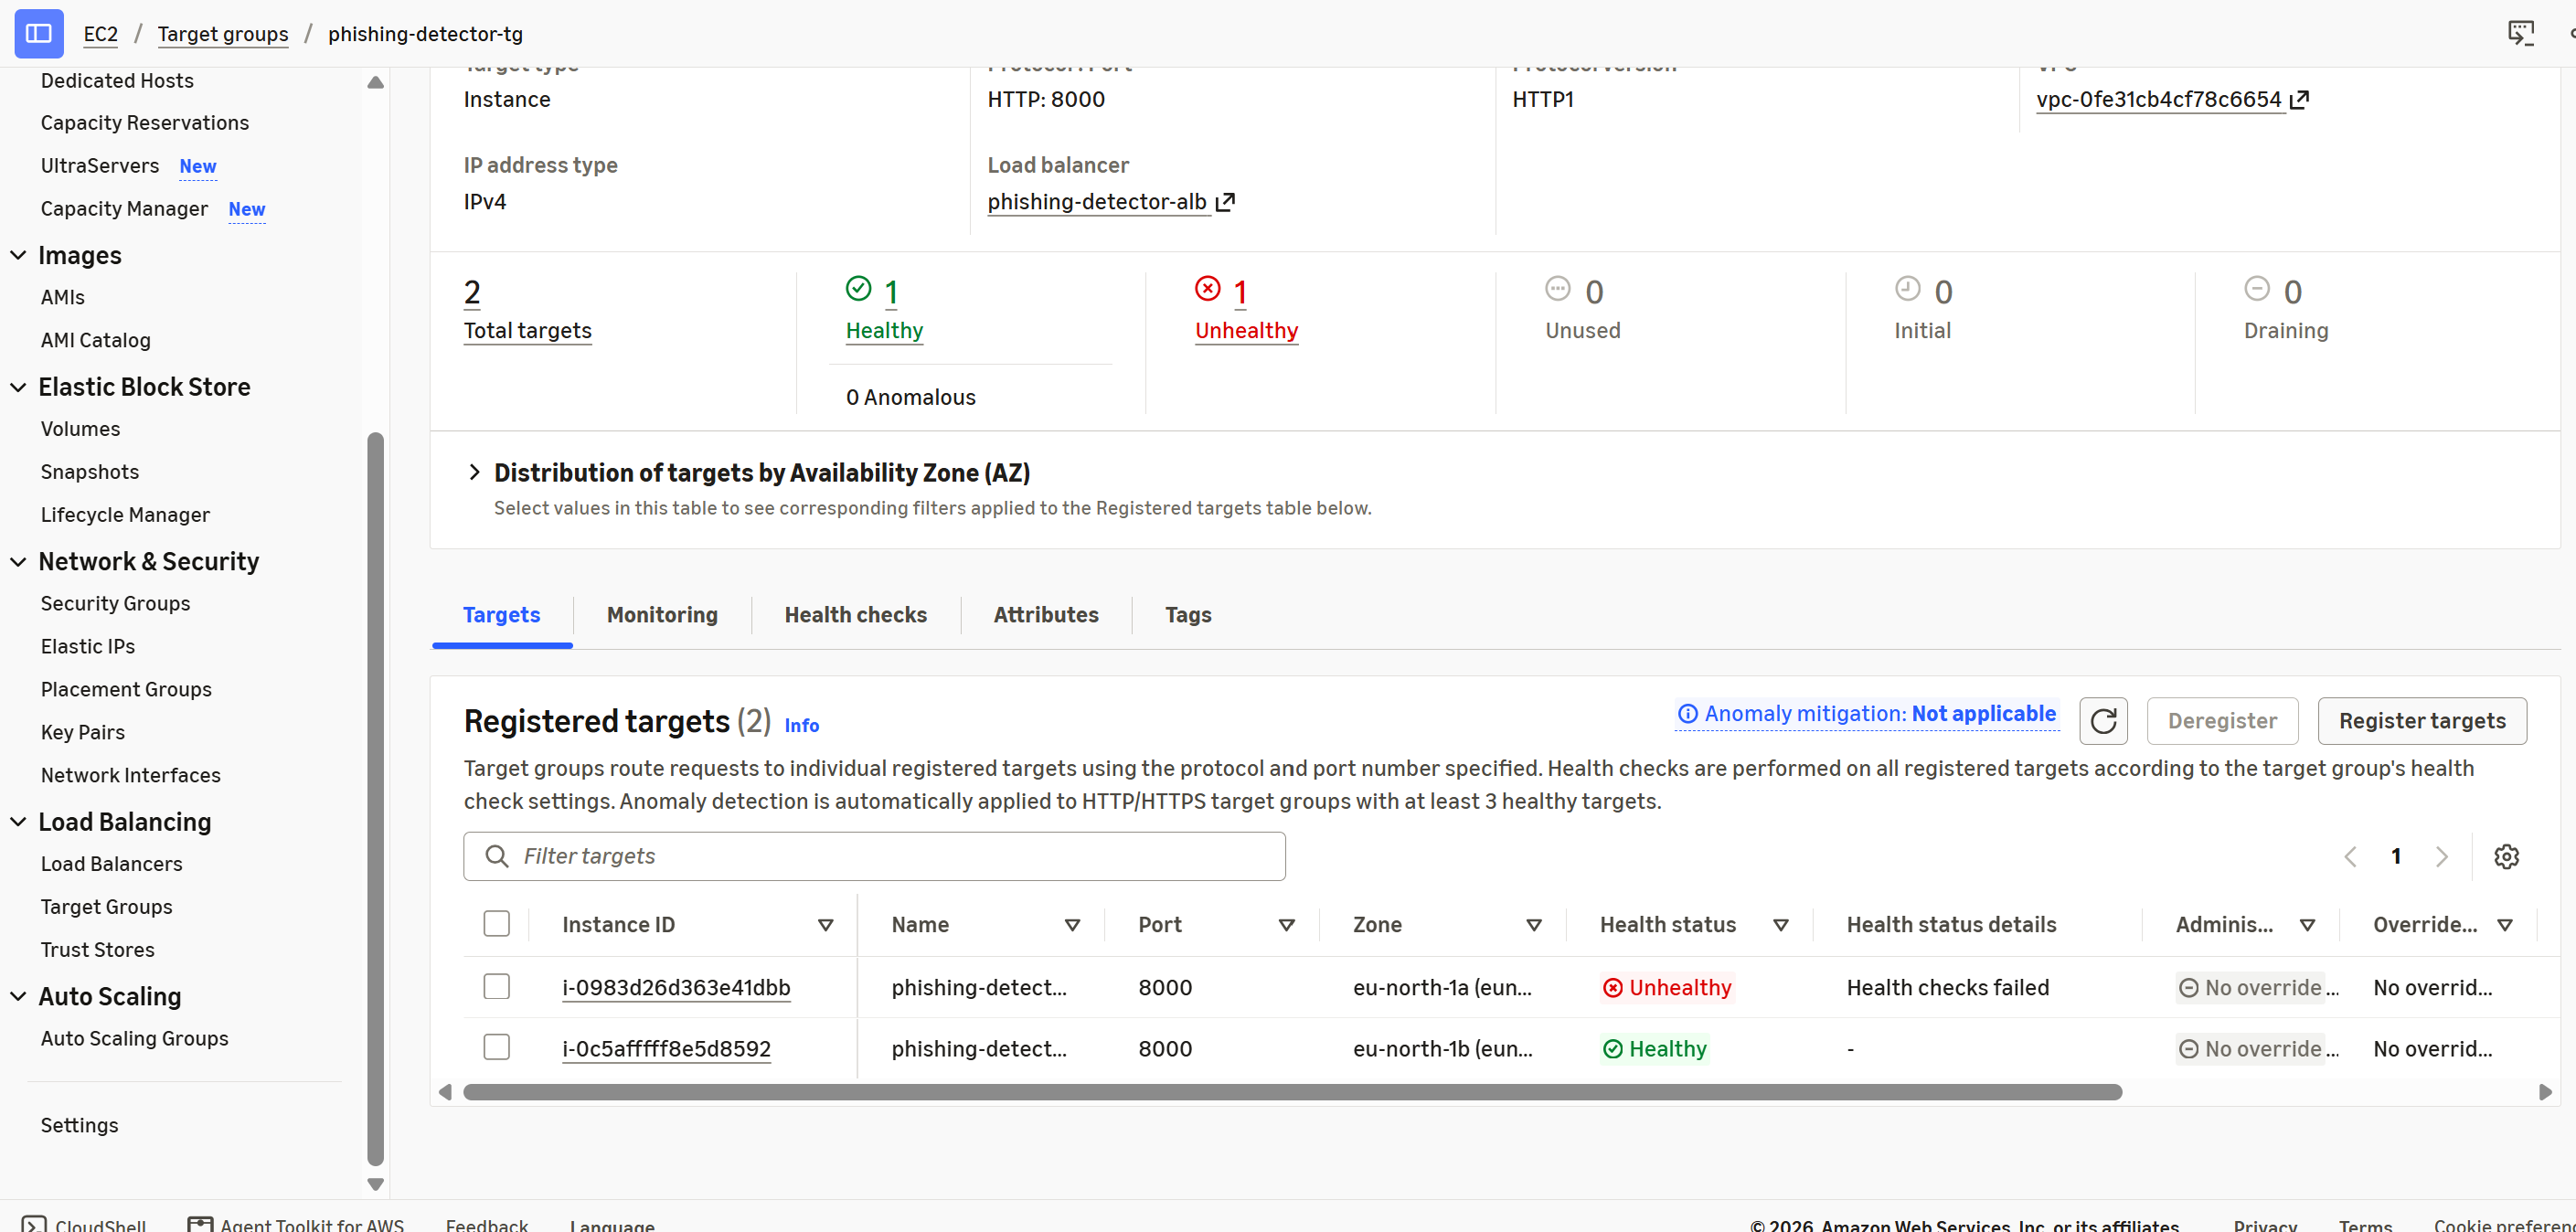 EC2 / Target groups / phishing-detector-tg
Dedicated Hosts
Capacity Reservations
UltraServers New
Capacity Manager New
Images
AMIs
AMI Catalog
Elastic Block Store
Volumes
Snapshots
Lifecycle Manager
Network & Security
Security Groups
Elastic IPs
Placement Groups
Key Pairs
Network Interfaces
Load Balancing
Load Balancers
Target Groups
Trust Stores
Auto Scaling
Auto Scaling Groups
Settings
Target type
Instance
Protocol : Port
HTTP: 8000
Protocol version
HTTP1
VPC
vpc-0fe31cb4cf78c6654
IP address type
IPv4
Load balancer
phishing-detector-alb
2
Total targets
1
Healthy
0 Anomalous
1
Unhealthy
0
Unused
0
Initial
0
Draining
Distribution of targets by Availability Zone (AZ)
Select values in this table to see corresponding filters applied to the Registered targets table below.
Targets Monitoring Health checks Attributes Tags
Registered targets (2) Info
Anomaly mitigation: Not applicable
Deregister
Register targets
Target groups route requests to individual registered targets using the protocol and port number specified. Health checks are performed on all registered targets according to the target group's health
check settings. Anomaly detection is automatically applied to HTTP/HTTPS target groups with at least 3 healthy targets.
Filter targets
1
Instance ID Name Port Zone Health status Health status details Adminis... Override...
i-0983d26d363e41dbb phishing-detect... 8000 eu-north-1a (eun... Unhealthy Health checks failed No override ... No overrid...
i-0c5afffff8e5d8592 phishing-detect... 8000 eu-north-1b (eun... Healthy - No override ... No overrid...
CloudShell Agent Toolkit for AWS Feedback Language
© 2026, Amazon Web Services, Inc. or its affiliates. Privacy Terms Cookie preferen